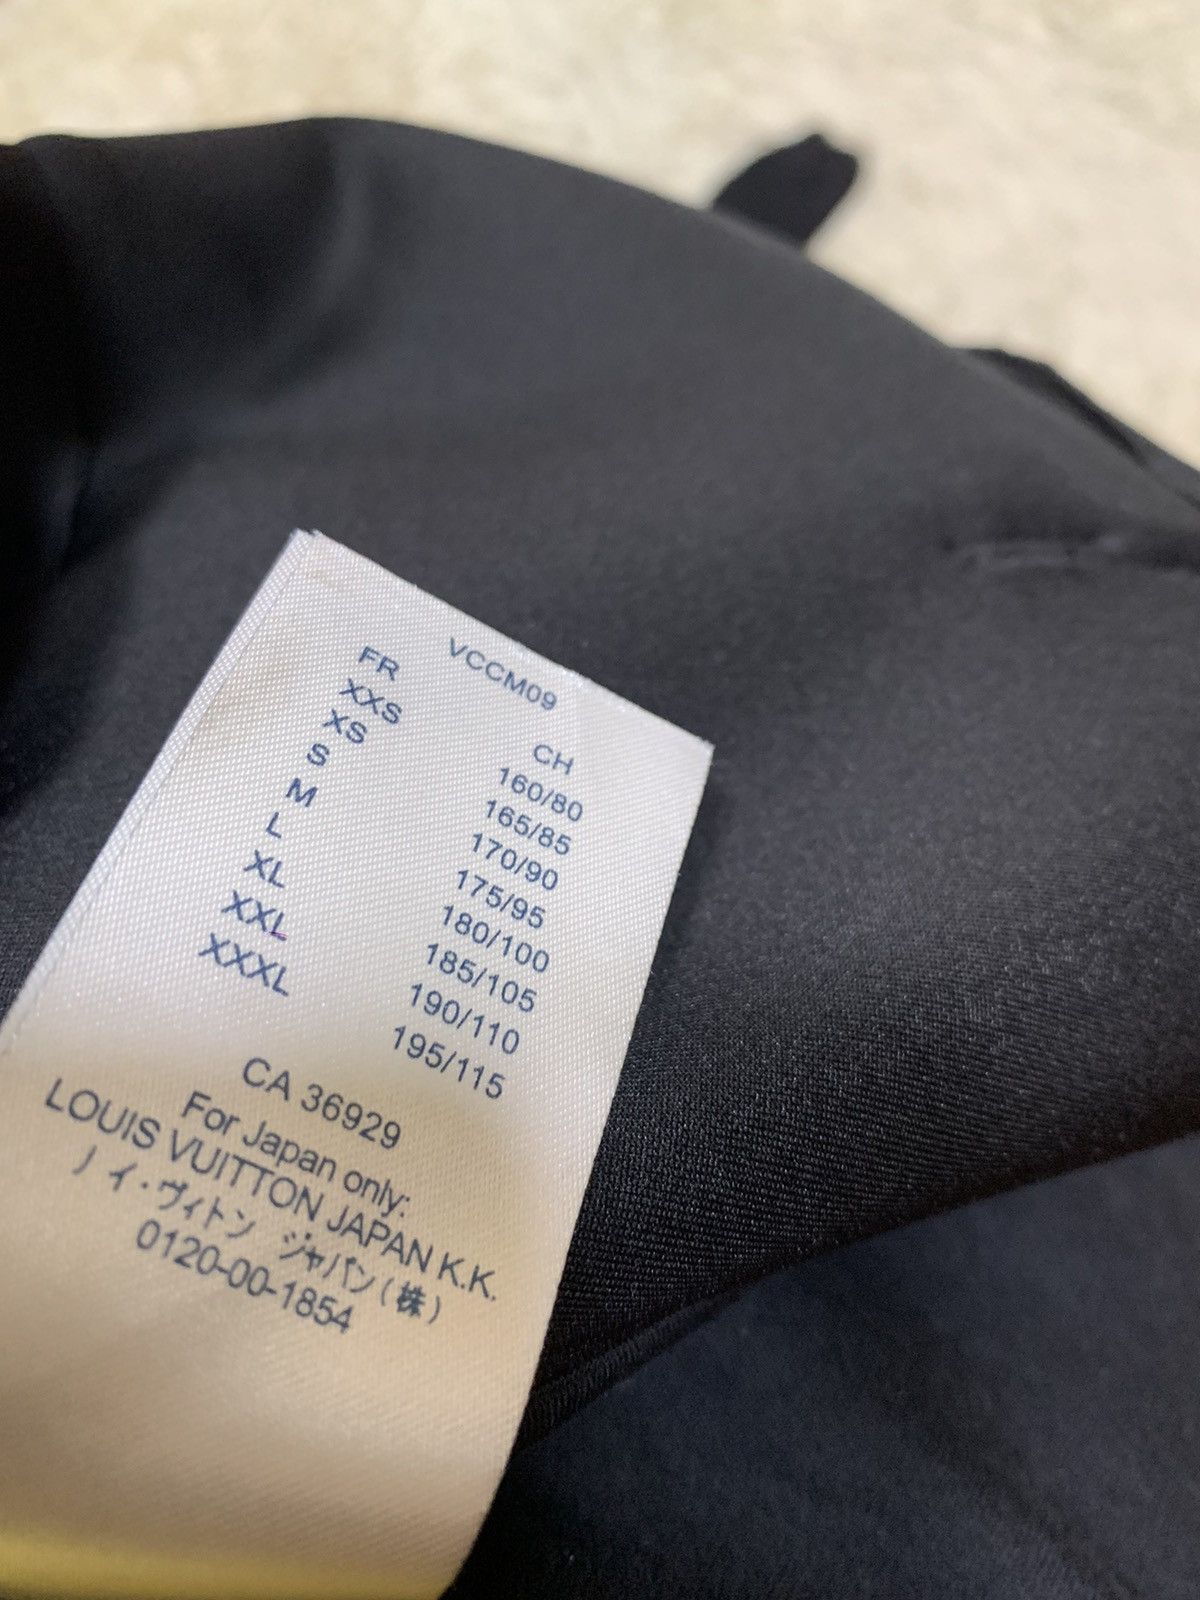 VCCM09
FR CH
XXS 160/80
XS 165/85
S 170/90
M 175/95
L 180/100
XL 185/105
XXL 190/110
XXXL 195/115
CA 36929
For Japan only:
LOUIS VUITTON JAPAN K.K.
ノイ・ヴィトン ジャパン(株)
0120-00-1854